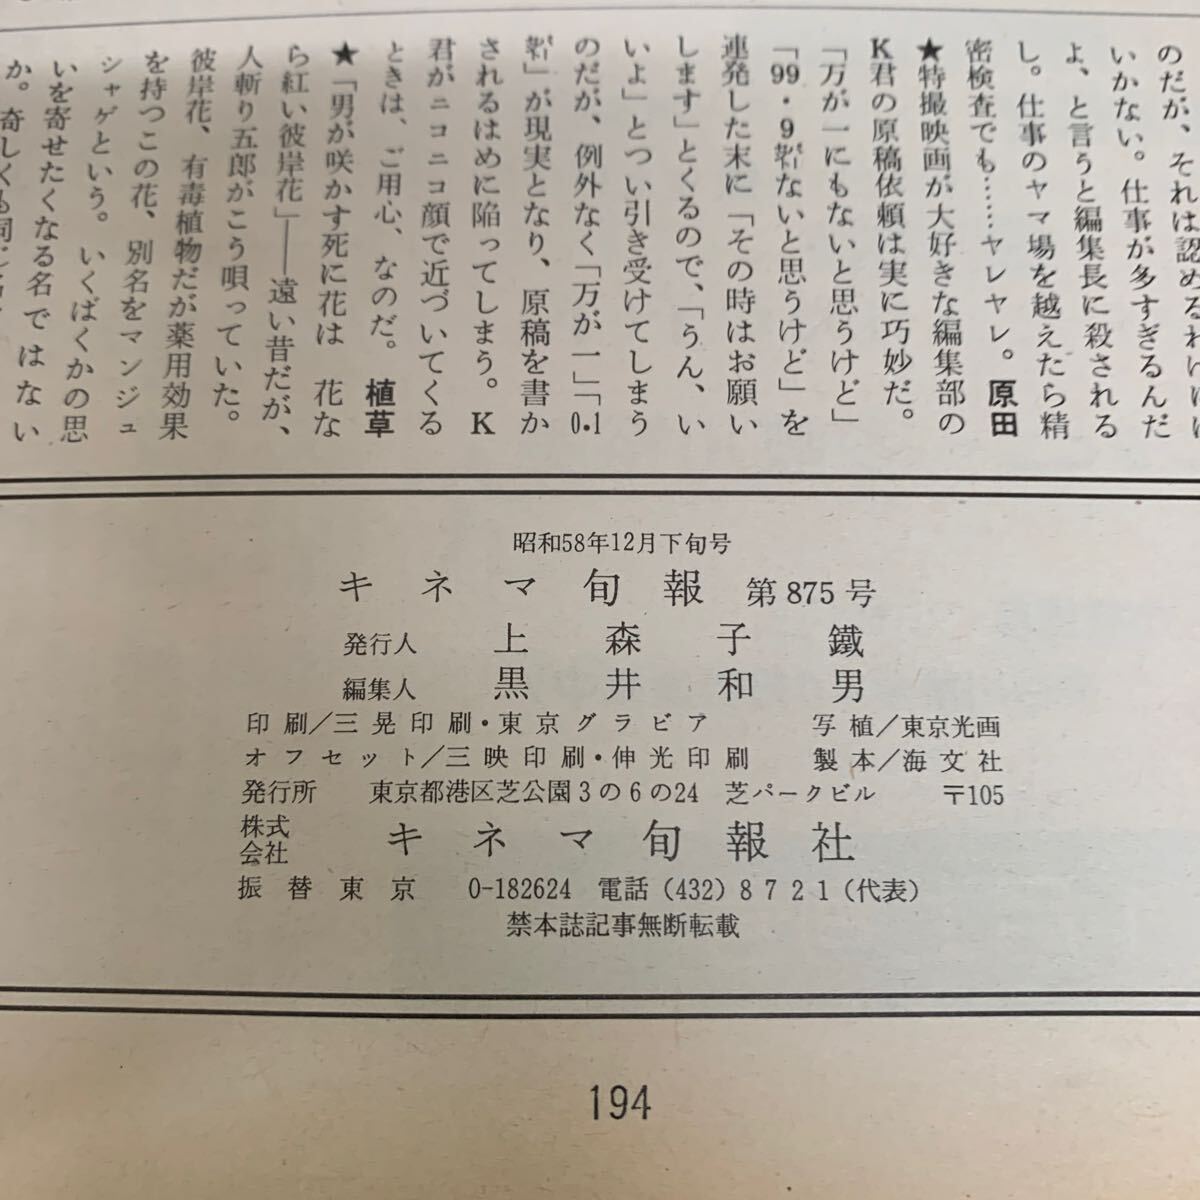 のだが、それは認めるわけには
いかない。仕事が多すぎるんだ
よ、と言うと編集長に殺される
し。仕事のヤマ場を越えたら精
密検査でも……ヤレヤレ。 原田
★特撮映画が大好きな編集部の
K君の原稿依頼は実に巧妙だ。
「万が一にもないと思うけど」
「99・9㌫ないと思うけど」を
連発した末に「その時はお願い
します」とくるので、「うん、い
いよ」とつい引き受けてしまう
のだが、例外なく「万が一」「0.1
㌫」が現実となり、原稿を書か
されるはめに陥ってしまう。K
君がニコニコ顔で近づいてくる
ときは、ご用心、なのだ。 植草
★「男が咲かす死に花は 花な
ら紅い彼岸花」――遠い昔だが、
人斬り五郎がこう唄っていた。
彼岸花、有毒植物だが薬用効果
を持つこの花、別名をマンジュ
シャゲという。いくばくかの思
いを寄せたくなる名ではない
か。奇しくも同じ
昭和58年12月下旬号
キネマ旬報 第875号
発行人 上森子鐵
編集人 黒井和男
印刷/三晃印刷・東京グラビア 写植/東京光画
オフセット/三映印刷・伸光印刷 製本/海文社
発行所 東京都港区芝公園3の6の24 芝パークビル 〒105
株式会社 キネマ旬報社
振替東京 0-182624 電話(432)8721(代表)
禁本誌記事無断転載
194